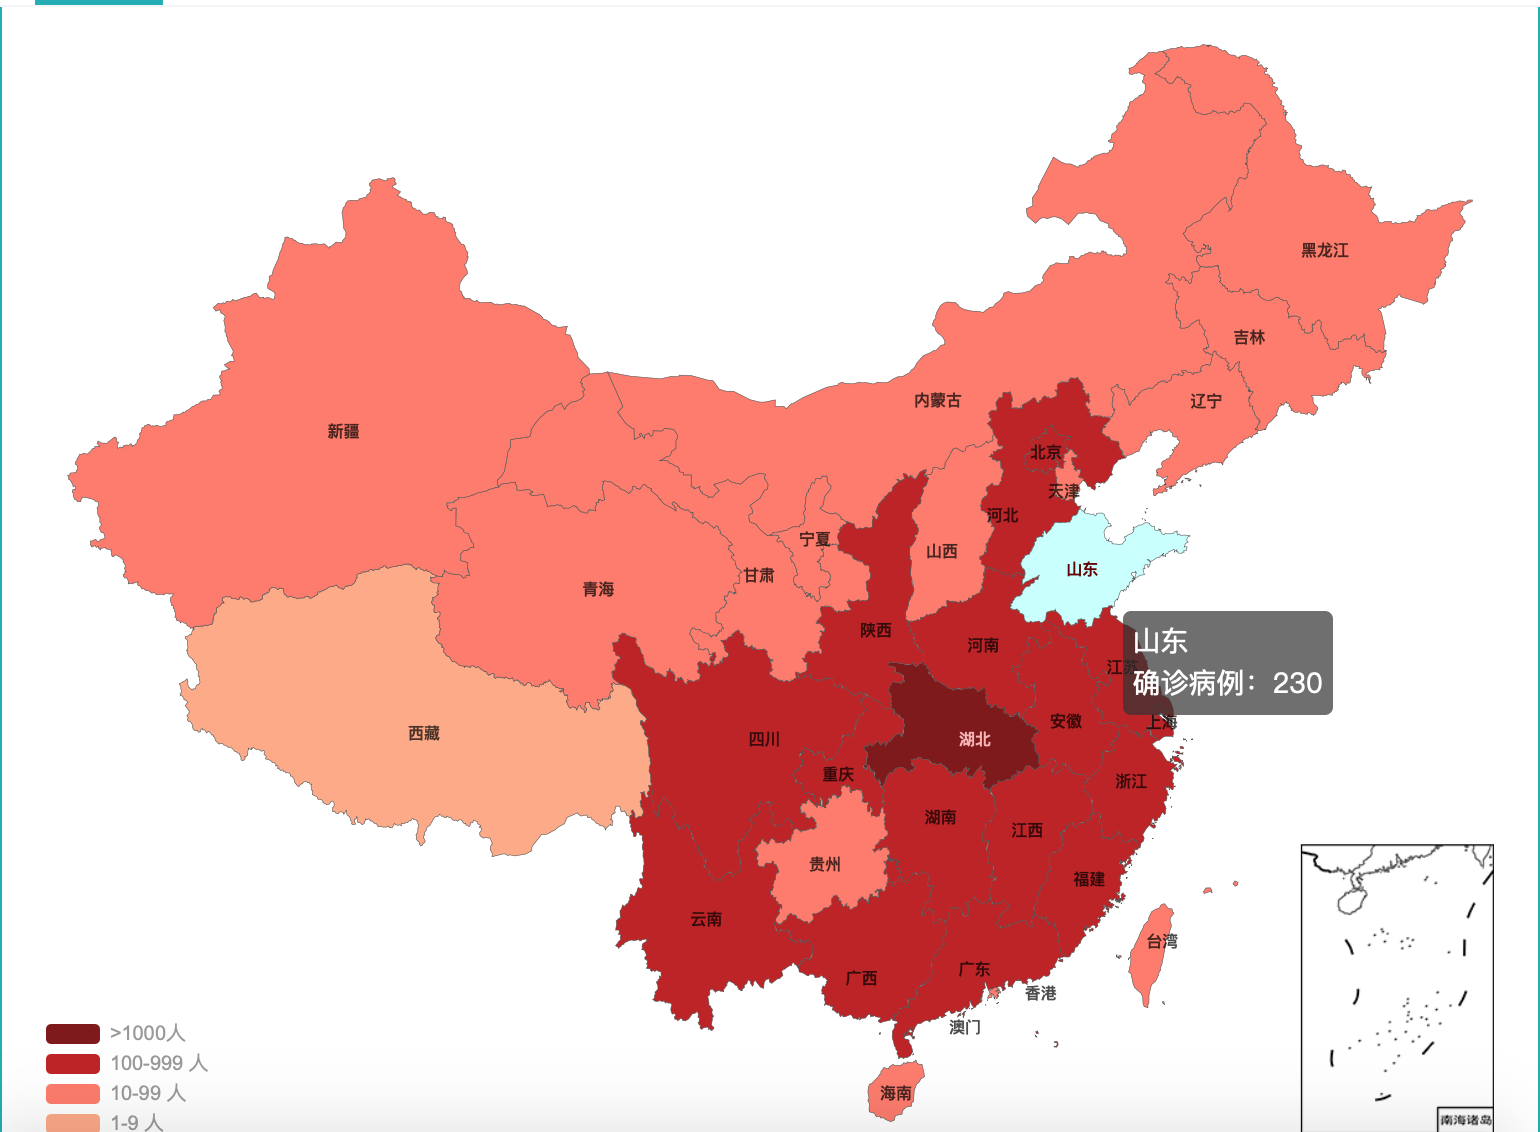 黑龙江
吉林
辽宁
内蒙古
新疆
北京
天津
河北
宁夏
山西
山东
甘肃
青海
陕西
河南
山东
确诊病例：230
江苏
西藏
四川
湖北
安徽
上海
重庆
浙江
湖南
江西
贵州
福建
云南
台湾
广西
广东
香港
澳门
海南
>1000人
100-999 人
10-99 人
1-9 人
南海诸岛